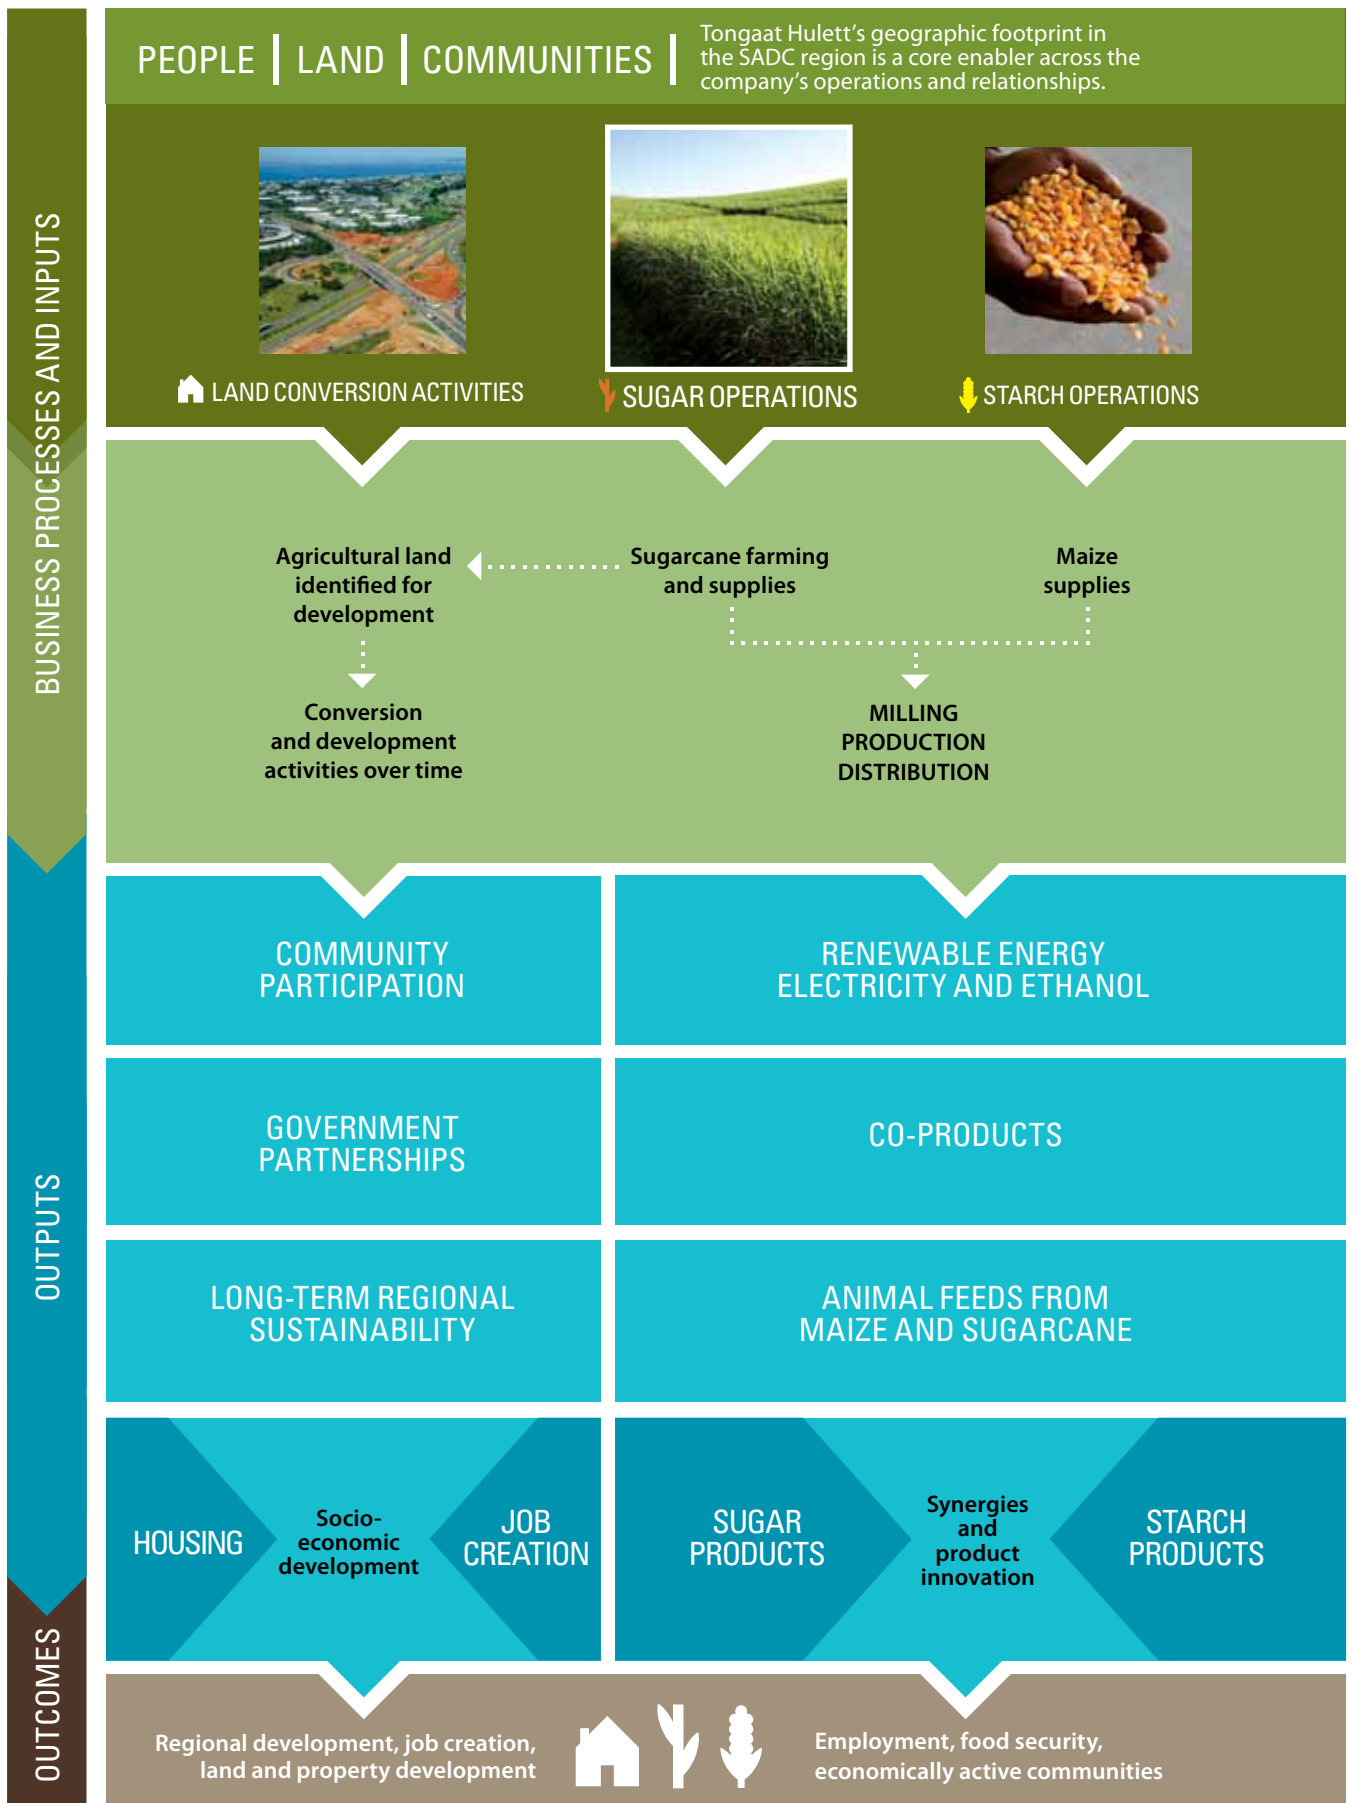 PEOPLE | LAND | COMMUNITIES |
Tongaat Hulett's geographic footprint in
the SADC region is a core enabler across the
company's operations and relationships.
BUSINESS PROCESSES AND INPUTS
LAND CONVERSION ACTIVITIES
SUGAR OPERATIONS
STARCH OPERATIONS
Agricultural land
identified for
development
Sugarcane farming
and supplies
Maize
supplies
Conversion
and development
activities over time
MILLING
PRODUCTION
DISTRIBUTION
OUTPUTS
COMMUNITY
PARTICIPATION
RENEWABLE ENERGY
ELECTRICITY AND ETHANOL
GOVERNMENT
PARTNERSHIPS
CO-PRODUCTS
LONG-TERM REGIONAL
SUSTAINABILITY
ANIMAL FEEDS FROM
MAIZE AND SUGARCANE
HOUSING
Socio-
economic
development
JOB
CREATION
SUGAR
PRODUCTS
Synergies
and
product
innovation
STARCH
PRODUCTS
OUTCOMES
Regional development, job creation,
land and property development
Employment, food security,
economically active communities